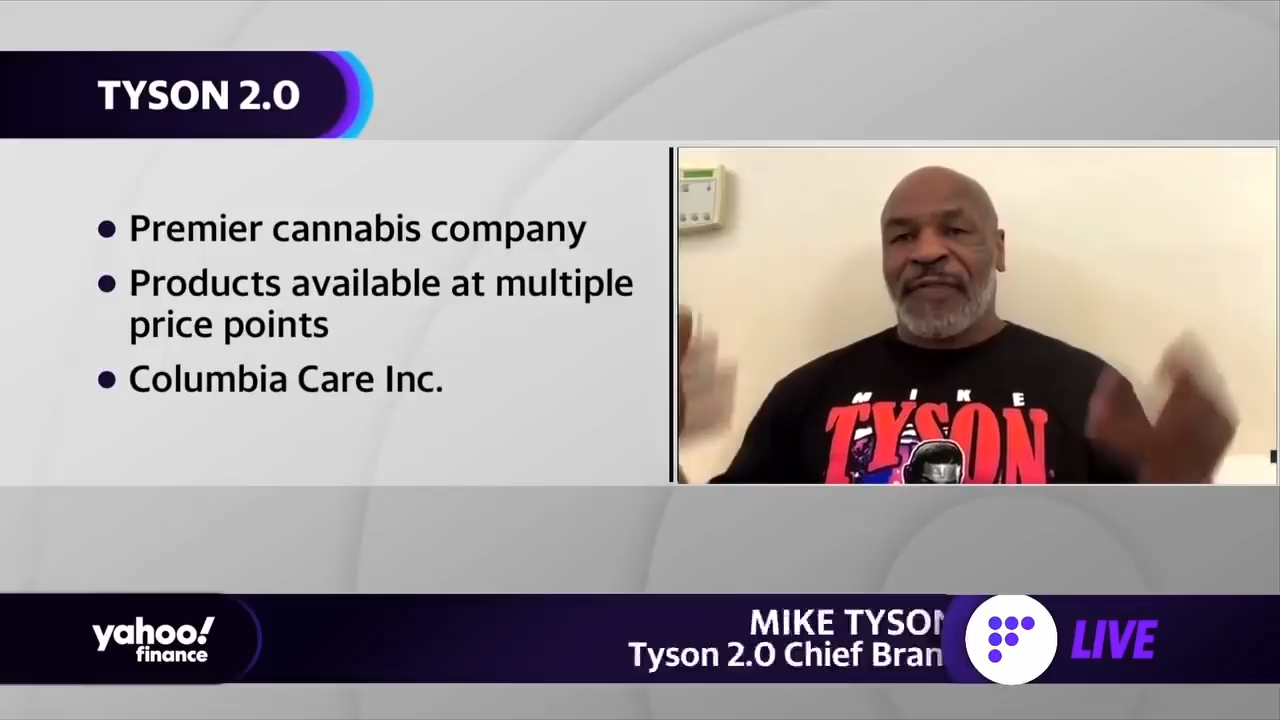 TYSON 2.0
Premier cannabis company
Products available at multiple
price points
Columbia Care Inc.
MIKE
TYSON
yahoo!
finance
MIKE TYSON
Tyson 2.0 Chief Bran
LIVE